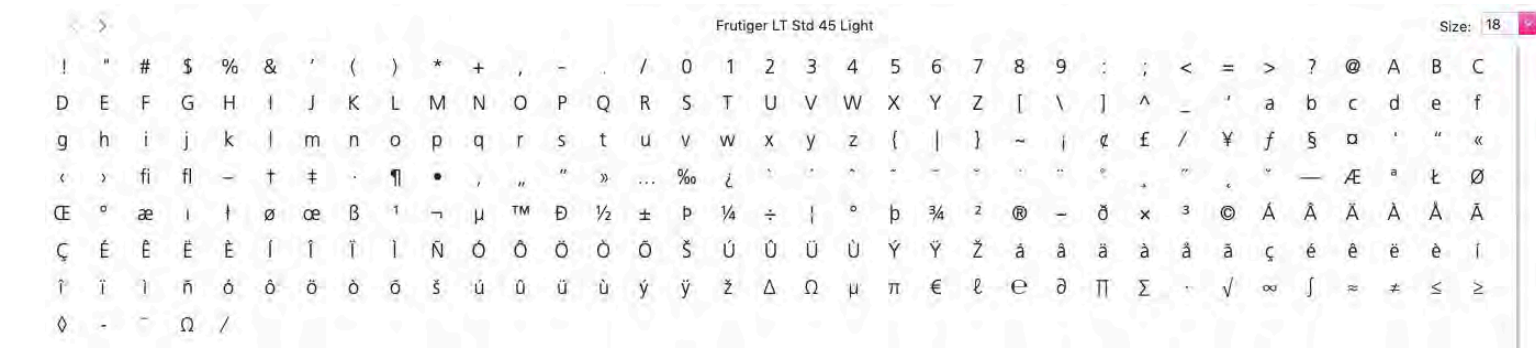 Frutiger LT Std 45 Light Size: 18
! " # $ % & ' ( ) * + , - . / 0 1 2 3 4 5 6 7 8 9 : ; < = > ? @ A B C
D E F G H I J K L M N O P Q R S T U V W X Y Z [ \ ] ^ _ ‘ a b c d e f
g h i j k l m n o p q r s t u v w x y z { | } ~ ¡ ¢ £ ⁄ ¥ ƒ § ¤ ' “ «
‹ › fi fl – † ‡ · ¶ • ‚ „ ” » … ‰ ¿ ` ´ ˆ ˜ ¯ ˘ ˙ ¨ ˚ ¸ ˝ ˛ ˇ — Æ ª Ł Ø
Œ º æ ı ł ø œ ß ¹ ¬ µ ™ Ð ½ ± Þ ¼ ÷ ¦ ° þ ¾ ² ® − ð × ³ © Á Â Ä À Å Ã
Ç É Ê Ë È Í Î Ï Ì Ñ Ó Ô Ö Ò Õ Š Ú Û Ü Ù Ý Ÿ Ž á â ä à å ã ç é ê ë è í
î ï ì ñ ó ô ö ò õ š ú û ü ù ý ÿ ž ∆ Ω μ π € ℓ ℮ ∂ ∏ ∑ ∙ √ ∞ ∫ ≈ ≠ ≤ ≥
◊ - ¯ Ω ∕